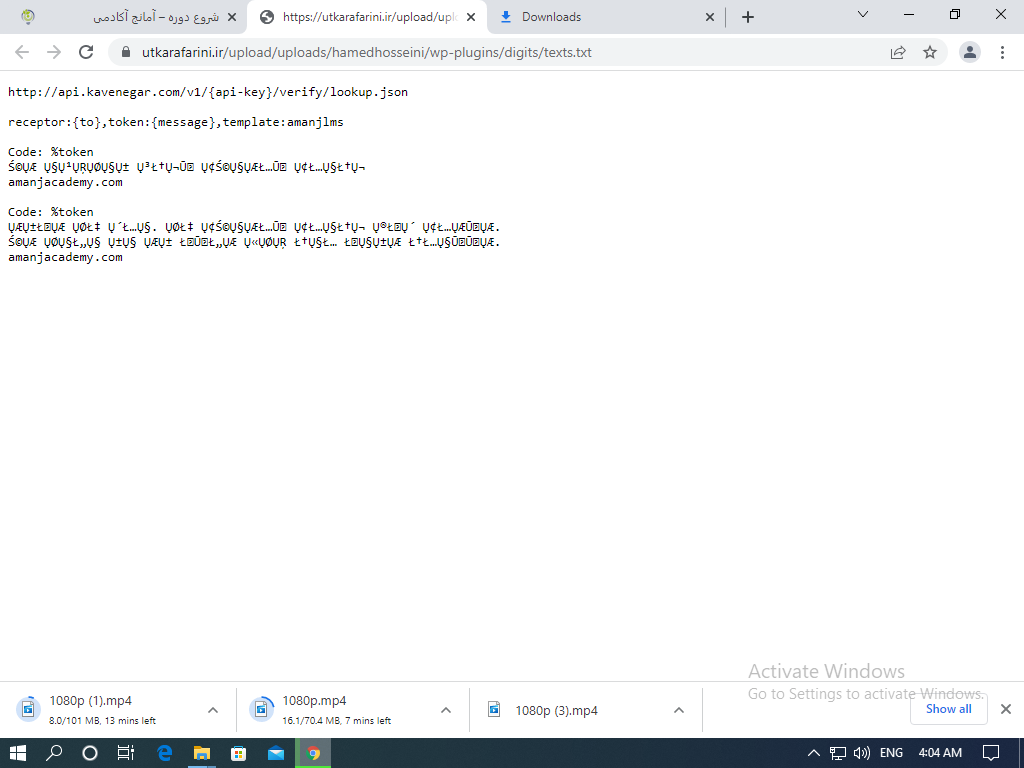 شروع دوره – آمانج آکادمی
https://utkarafarini.ir/upload/uplo
Downloads
utkarafarini.ir/upload/uploads/hamedhosseini/wp-plugins/digits/texts.txt
http://api.kavenegar.com/v1/{api-key}/verify/lookup.json
receptor:{to},token:{message},template:amanjlms
Code: %token
amanjacademy.com
Code: %token
amanjacademy.com
Activate Windows
Go to Settings to activate Windows.
1080p (1).mp4
8.0/101 MB, 13 mins left
1080p.mp4
16.1/70.4 MB, 7 mins left
1080p (3).mp4
Show all
ENG
4:04 AM